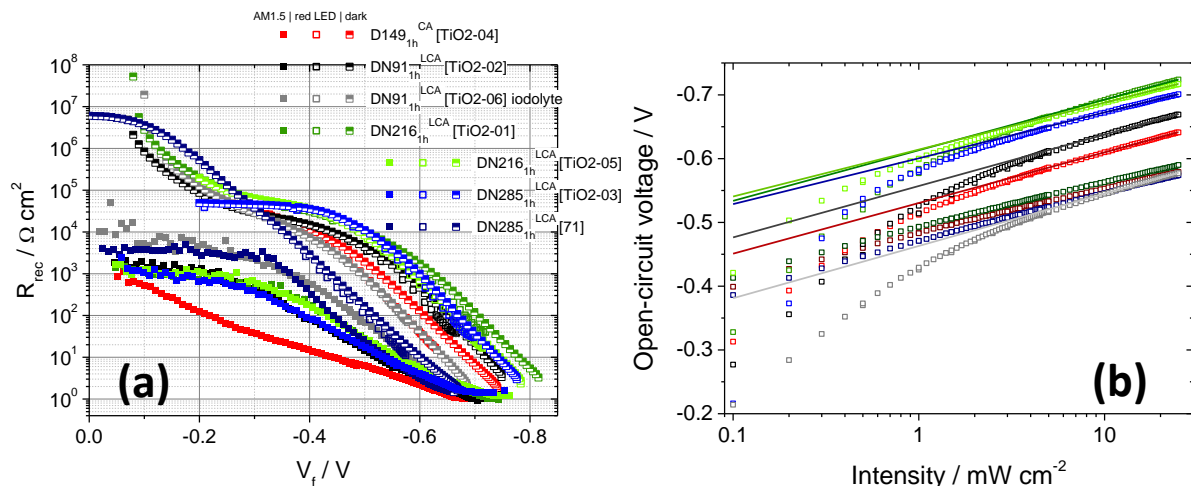 AM1.5 | red LED | dark
D149 1h CA [TiO2-04]
DN91 1h LCA [TiO2-02]
DN91 1h LCA [TiO2-06] iodolyte
DN216 1h LCA [TiO2-01]
DN216 1h LCA [TiO2-05]
DN285 1h LCA [TiO2-03]
DN285 1h LCA [71]
10^8
10^7
10^6
10^5
10^4
10^3
10^2
10^1
10^0
R_rec / Ω cm²
(a)
0.0 -0.2 -0.4 -0.6 -0.8
V_f / V
-0.7
-0.6
-0.5
-0.4
-0.3
-0.2
Open-circuit voltage / V
(b)
0.1 1 10
Intensity / mW cm⁻²